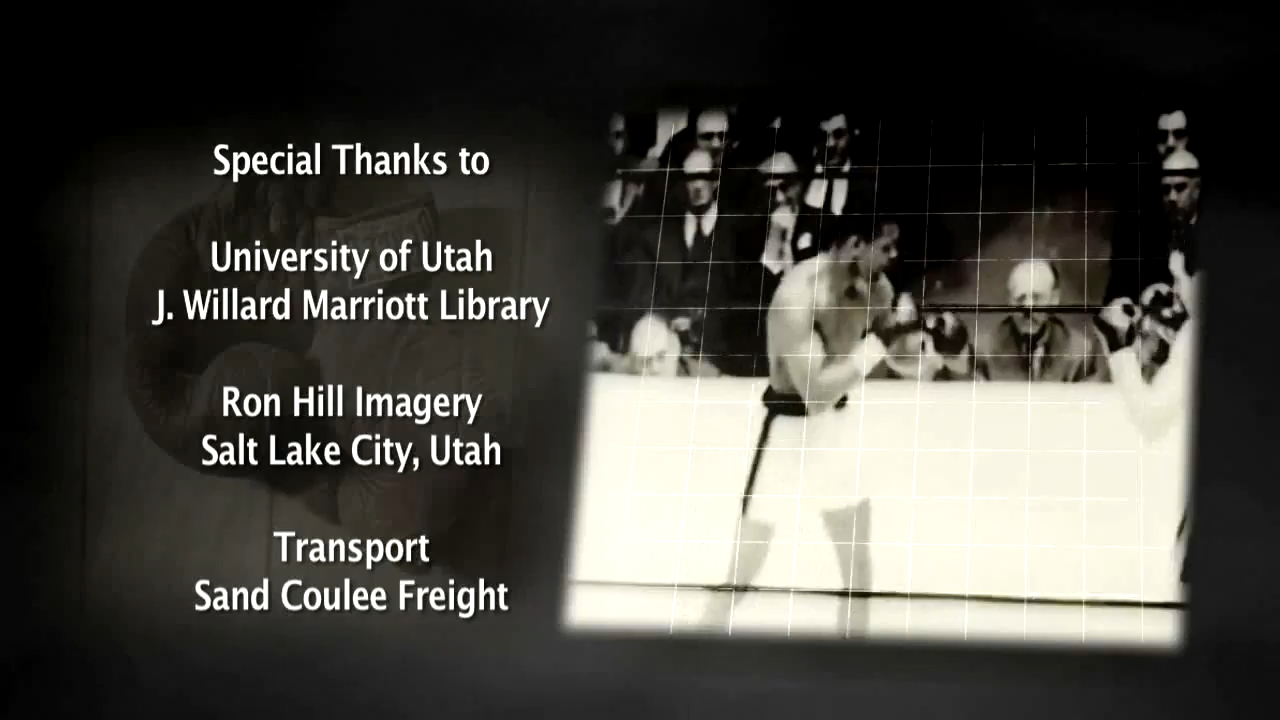 Special Thanks to
University of Utah
J. Willard Marriott Library
Ron Hill Imagery
Salt Lake City, Utah
Transport
Sand Coulee Freight